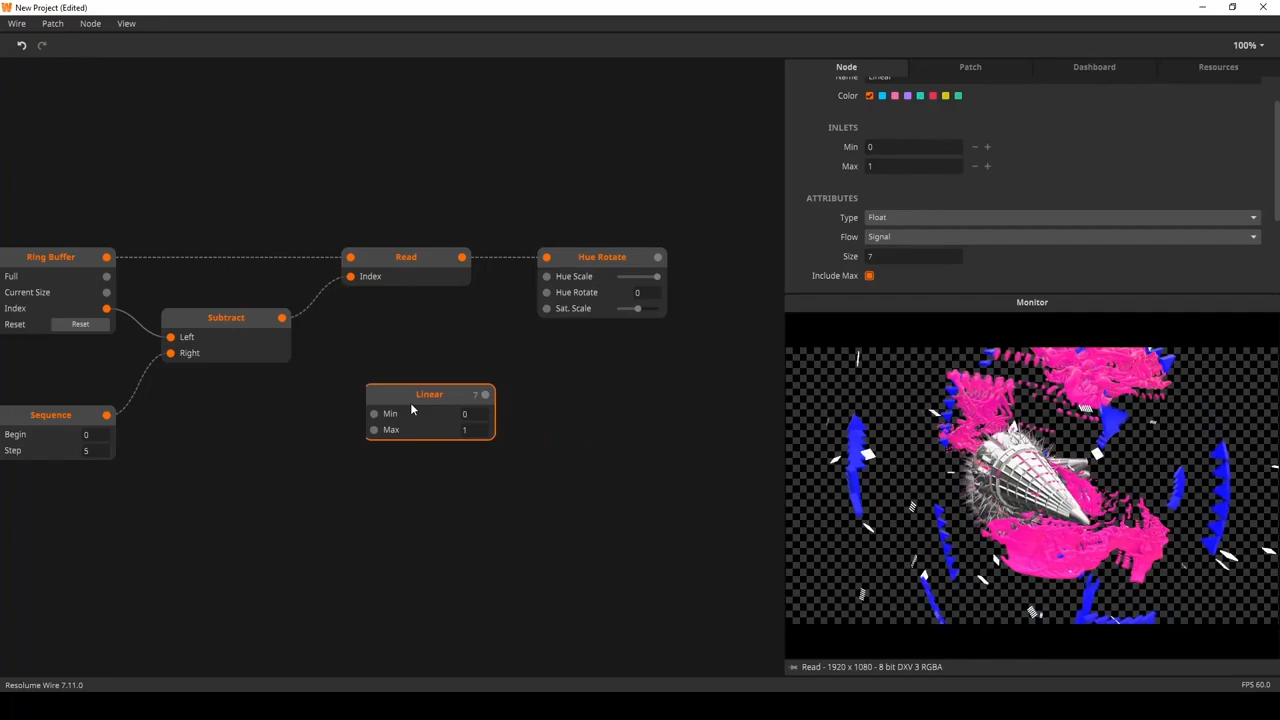 New Project (Edited)
Wire Patch Node View
100%
Node Patch Dashboard Resources
Name Linear
Color
INLETS
Min 0 - +
Max 1 - +
ATTRIBUTES
Type Float
Flow Signal
Size 7
Include Max
Monitor
Ring Buffer
Full
Current Size
Index
Reset Reset
Subtract
Left
Right
Sequence
Begin 0
Step 5
Read
Index
Hue Rotate
Hue Scale
Hue Rotate 0
Sat. Scale
Linear 7
Min 0
Max 1
Read - 1920 x 1080 - 8 bit DXV 3 RGBA
Resolume Wire 7.11.0
FPS 60.0